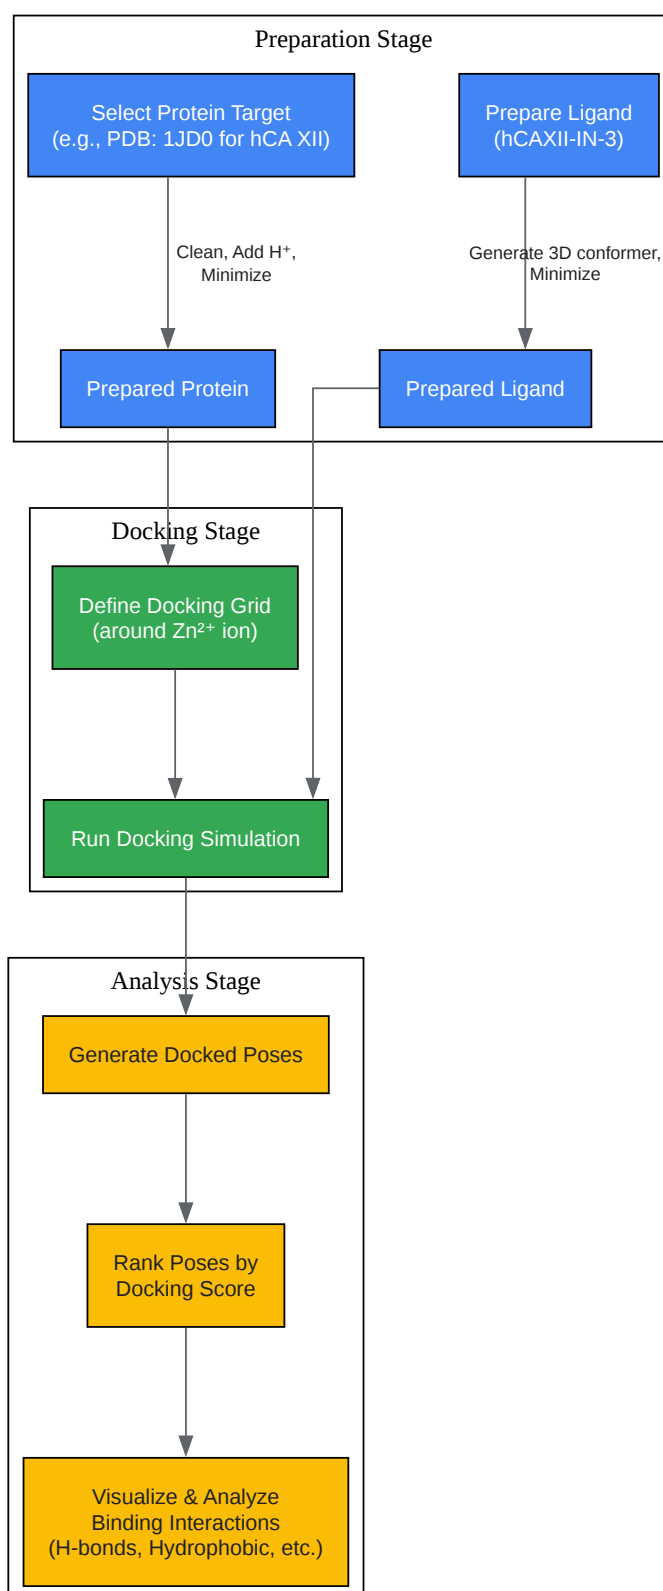 Preparation Stage
Select Protein Target
(e.g., PDB: 1JD0 for hCA XII)
Prepare Ligand
(hCAXII-IN-3)
Clean, Add H⁺,
Minimize
Generate 3D conformer,
Minimize
Prepared Protein
Prepared Ligand
Docking Stage
Define Docking Grid
(around Zn²⁺ ion)
Run Docking Simulation
Analysis Stage
Generate Docked Poses
Rank Poses by
Docking Score
Visualize & Analyze
Binding Interactions
(H-bonds, Hydrophobic, etc.)